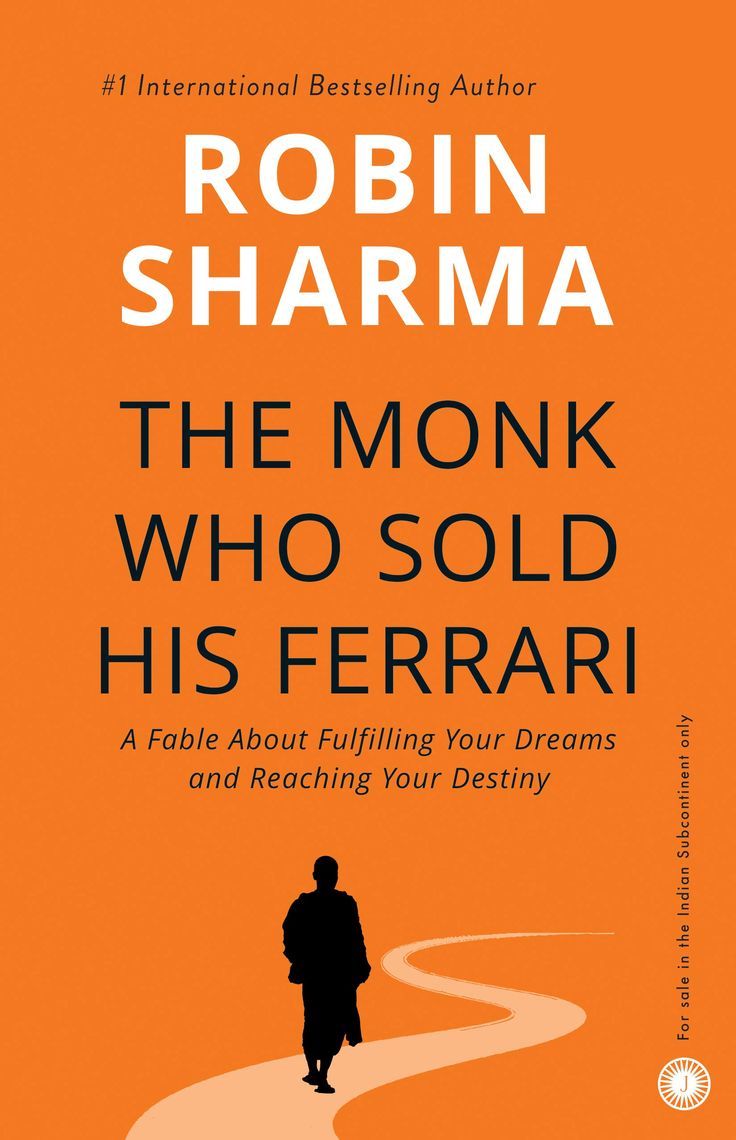 #1 International Bestselling Author
ROBIN
SHARMA
THE MONK
WHO SOLD
HIS FERRARI
A Fable About Fulfilling Your Dreams
and Reaching Your Destiny
For sale in the Indian Subcontinent only
J